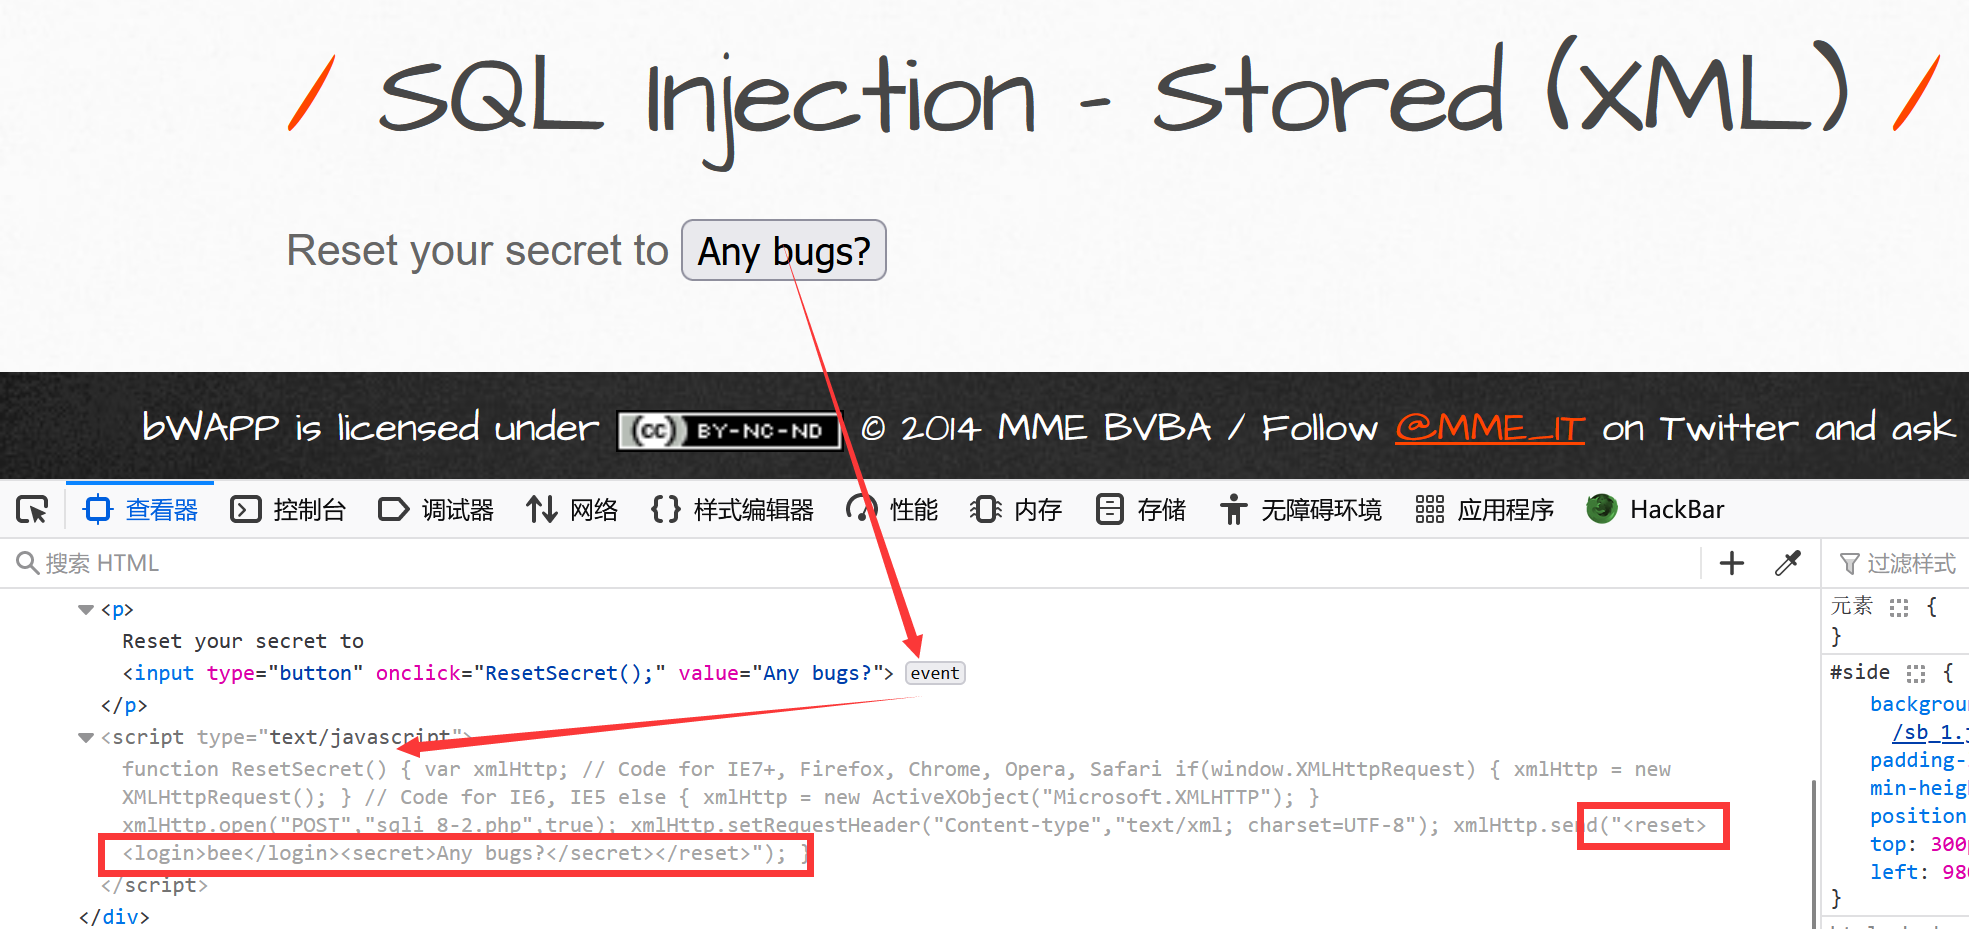 / SQL Injection - Stored (XML) /
Reset your secret to Any bugs?
bWAPP is licensed under (cc) BY-NC-ND © 2014 MME BVBA / Follow @MME_IT on Twitter and ask
查看器 控制台 调试器 网络 {} 样式编辑器 性能 内存 存储 无障碍环境 应用程序 HackBar
搜索 HTML
过滤样式
<p>
Reset your secret to
<input type="button" onclick="ResetSecret();" value="Any bugs?"> event
</p>
<script type="text/javascript">
function ResetSecret() { var xmlHttp; // Code for IE7+, Firefox, Chrome, Opera, Safari if(window.XMLHttpRequest) { xmlHttp = new
XMLHttpRequest(); } // Code for IE6, IE5 else { xmlHttp = new ActiveXObject("Microsoft.XMLHTTP"); }
xmlHttp.open("POST","sqli_8-2.php",true); xmlHttp.setRequestHeader("Content-type","text/xml; charset=UTF-8"); xmlHttp.send("<reset>
<login>bee</login><secret>Any bugs?</secret></reset>"); }
</script>
</div>
元素 {
}
#side {
backgrou
/sb_1.
padding-
min-heig
position
top: 300
left: 98
}